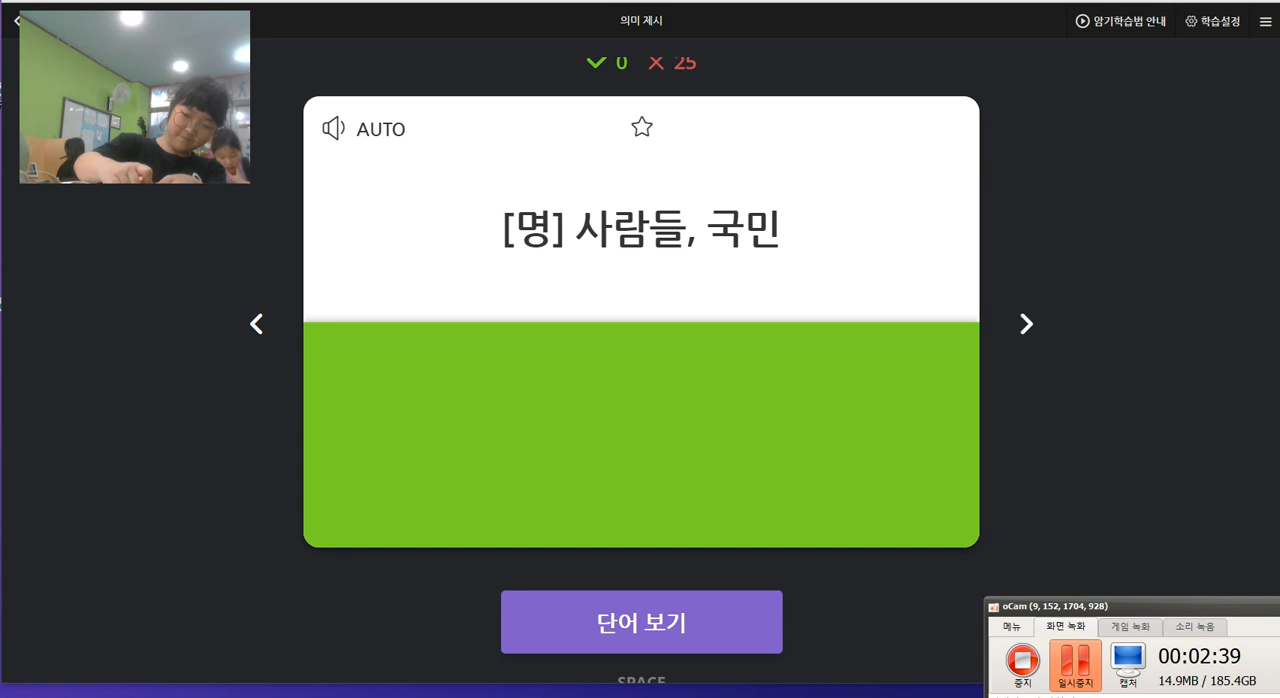 의미 제시
암기학습법 안내
학습설정
0
25
AUTO
[명] 사람들, 국민
단어 보기
SPACE
oCam (9, 152, 1704, 928)
메뉴
화면 녹화
게임 녹화
소리 녹음
중지
일시중지
캡처
00:02:39
14.9MB / 185.4GB